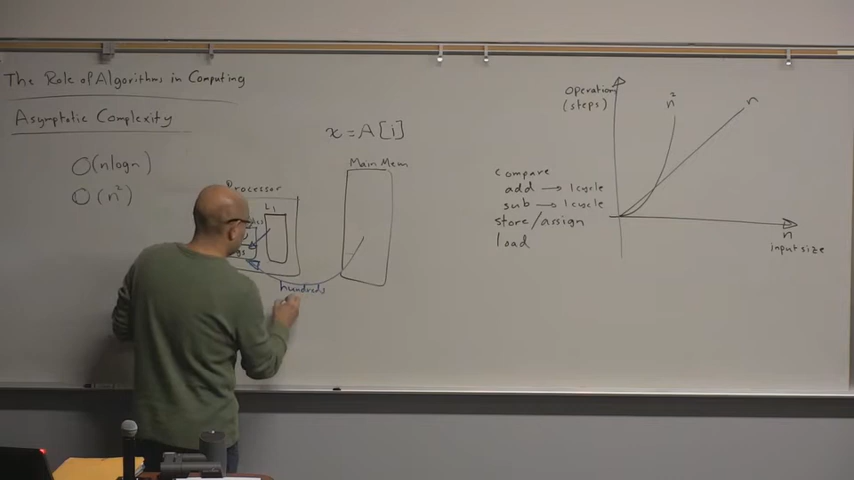 The Role of Algorithms in Computing
Asymptotic Complexity
O(nlogn)
O(n²)
x = A[i]
Processor
L1
Main Mem
hundreds
compare
add → 1 cycle
sub → 1 cycle
store/assign
load
operation
(steps)
n²
n
n
input size